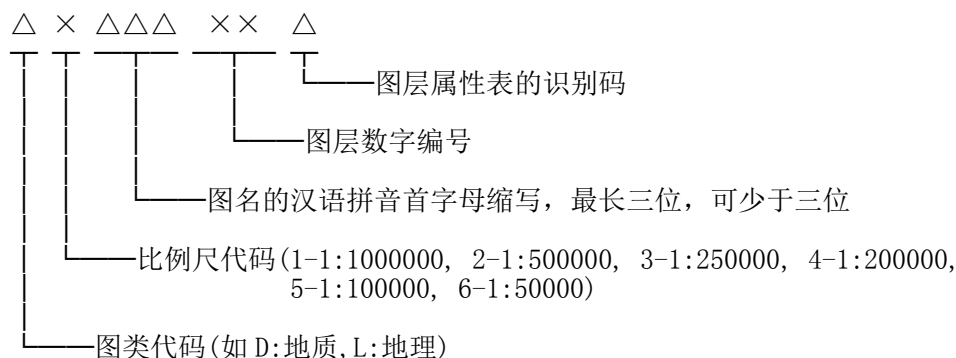 △ × △△△ ×× △
图层属性表的识别码
图层数字编号
图名的汉语拼音首字母缩写，最长三位，可少于三位
比例尺代码(1-1:1000000, 2-1:500000, 3-1:250000, 4-1:200000,
5-1:100000, 6-1:50000)
图类代码(如 D:地质,L:地理)